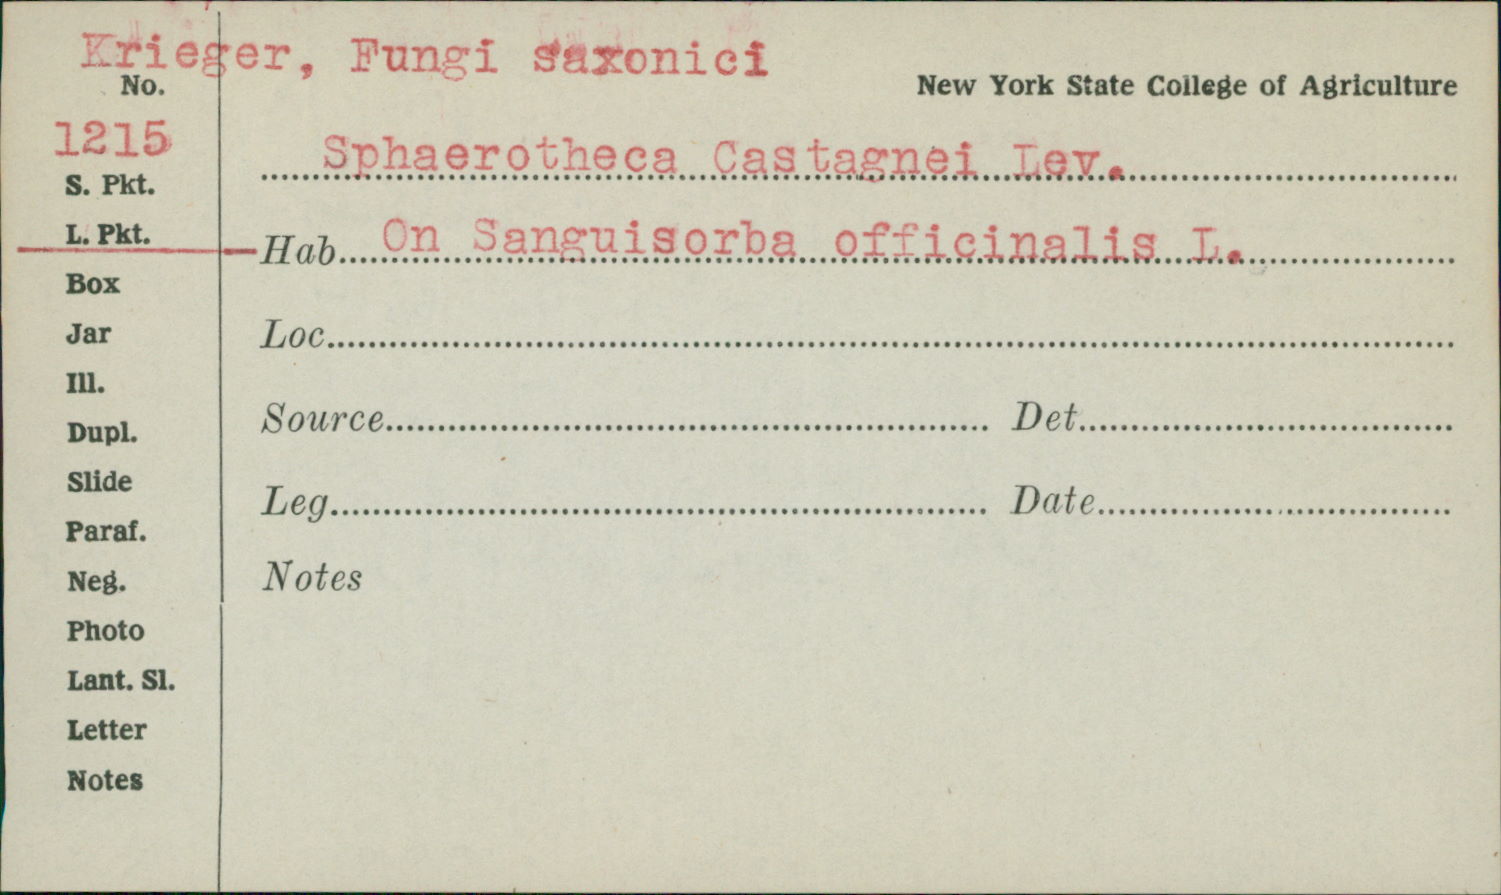 Krieger, Fungi saxonici
No.
New York State College of Agriculture
1215
Sphaerotheca Castagnei Lev.
S. Pkt.
L. Pkt.
Hab. On Sanguisorba officinalis L.
Box
Jar
Loc.
Ill.
Source Det.
Dupl.
Slide
Leg. Date
Paraf.
Neg.
Notes
Photo
Lant. Sl.
Letter
Notes